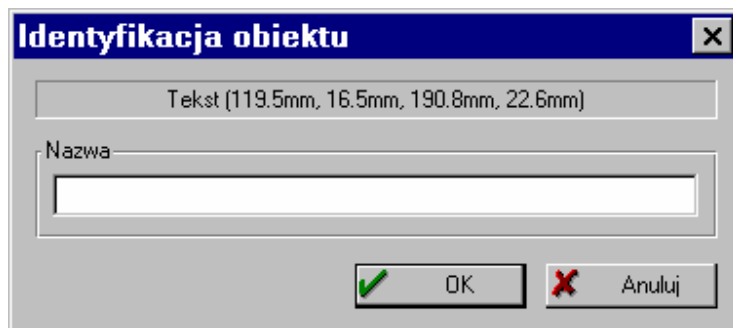 Identyfikacja obiektu
Tekst (119.5mm, 16.5mm, 190.8mm, 22.6mm)
Nazwa
OK Anuluj